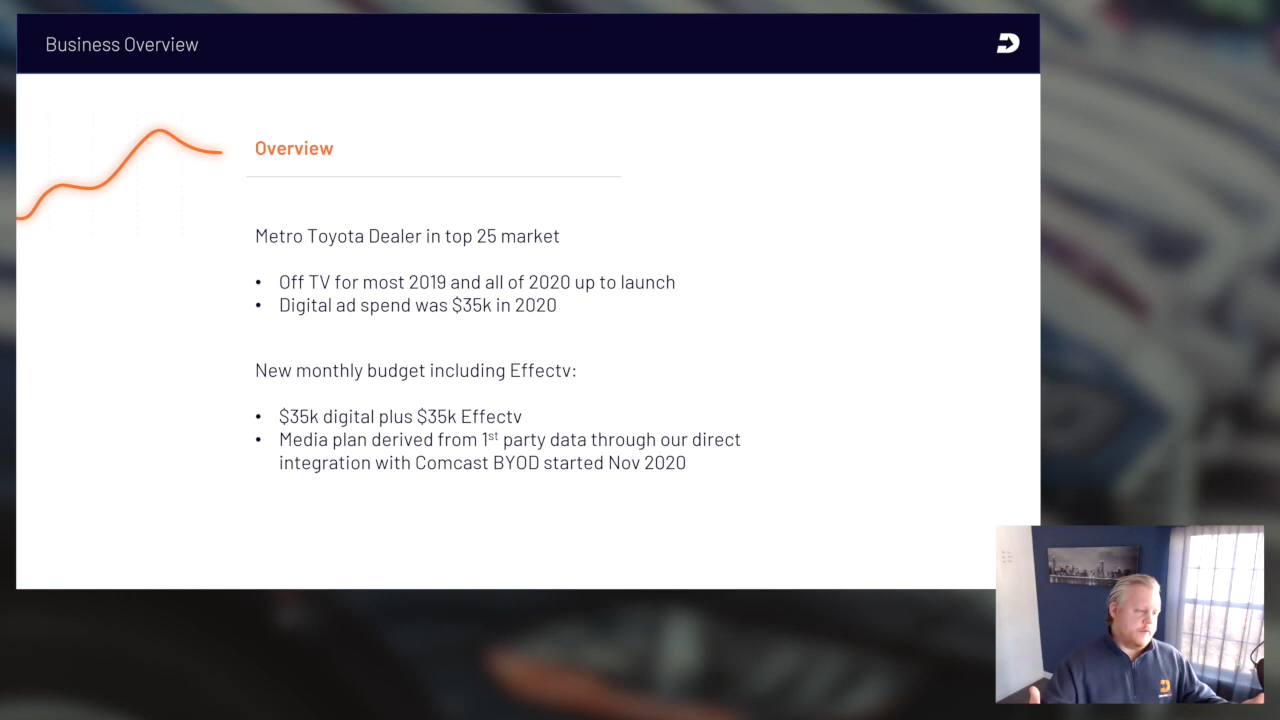 Business Overview
Overview
Metro Toyota Dealer in top 25 market
• Off TV for most 2019 and all of 2020 up to launch
• Digital ad spend was $35k in 2020
New monthly budget including Effectv:
• $35k digital plus $35k Effectv
• Media plan derived from 1st party data through our direct
integration with Comcast BYOD started Nov 2020